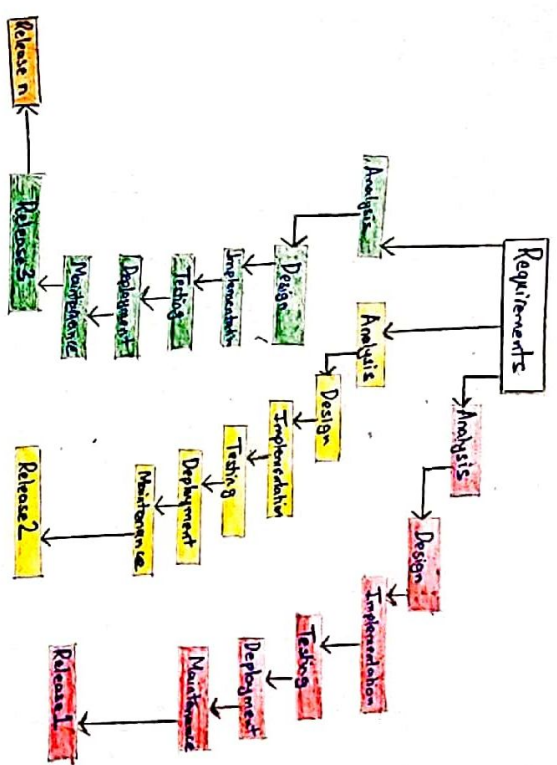 Requirements
Analysis
Design
Implementation
Testing
Deployment
Maintenance
Release 1
Analysis
Design
Implementation
Testing
Deployment
Maintenance
Release 2
Analysis
Design
Implementation
Testing
Deployment
Maintenance
Release 3
Release n